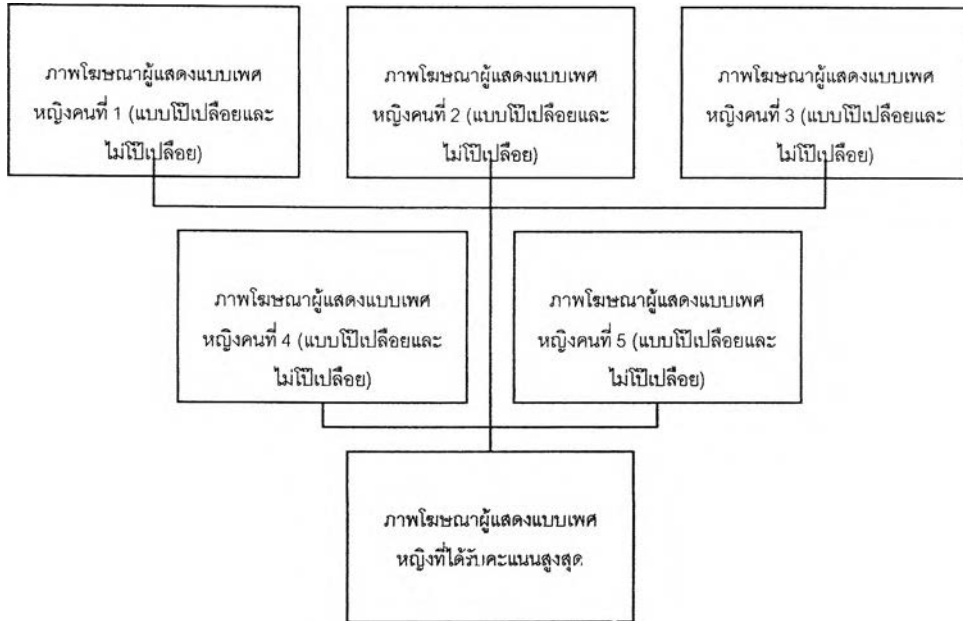 ภาพโฆษณาผู้แสดงแบบเพศ
หญิงคนที่ 1 (แบบโป๊เปลือยและ
ไม่โป๊เปลือย)
ภาพโฆษณาผู้แสดงแบบเพศ
หญิงคนที่ 2 (แบบโป๊เปลือยและ
ไม่โป๊เปลือย)
ภาพโฆษณาผู้แสดงแบบเพศ
หญิงคนที่ 3 (แบบโป๊เปลือยและ
ไม่โป๊เปลือย)
ภาพโฆษณาผู้แสดงแบบเพศ
หญิงคนที่ 4 (แบบโป๊เปลือยและ
ไม่โป๊เปลือย)
ภาพโฆษณาผู้แสดงแบบเพศ
หญิงคนที่ 5 (แบบโป๊เปลือยและ
ไม่โป๊เปลือย)
ภาพโฆษณาผู้แสดงแบบเพศ
หญิงที่ได้รับคะแนนสูงสุด